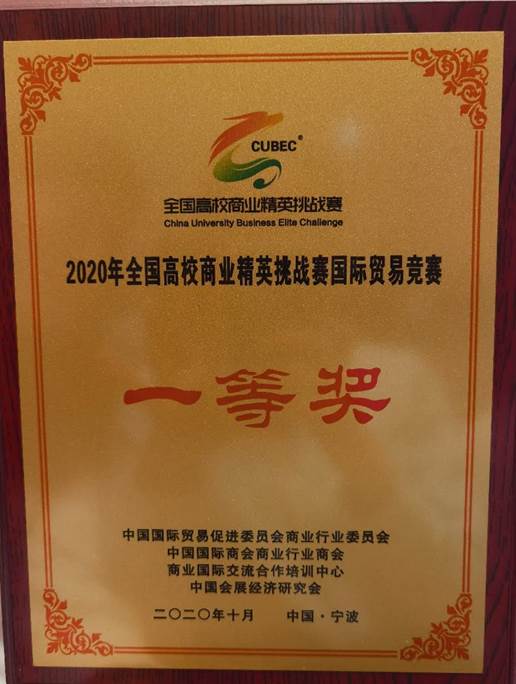 CUBEC®
全国高校商业精英挑战赛
China University Business Elite Challenge
2020年全国高校商业精英挑战赛国际贸易竞赛
一等奖
中国国际贸易促进委员会商业行业委员会
中国国际商会商业行业商会
商业国际交流合作培训中心
中国会展经济研究会
二〇二〇年十月 中国·宁波